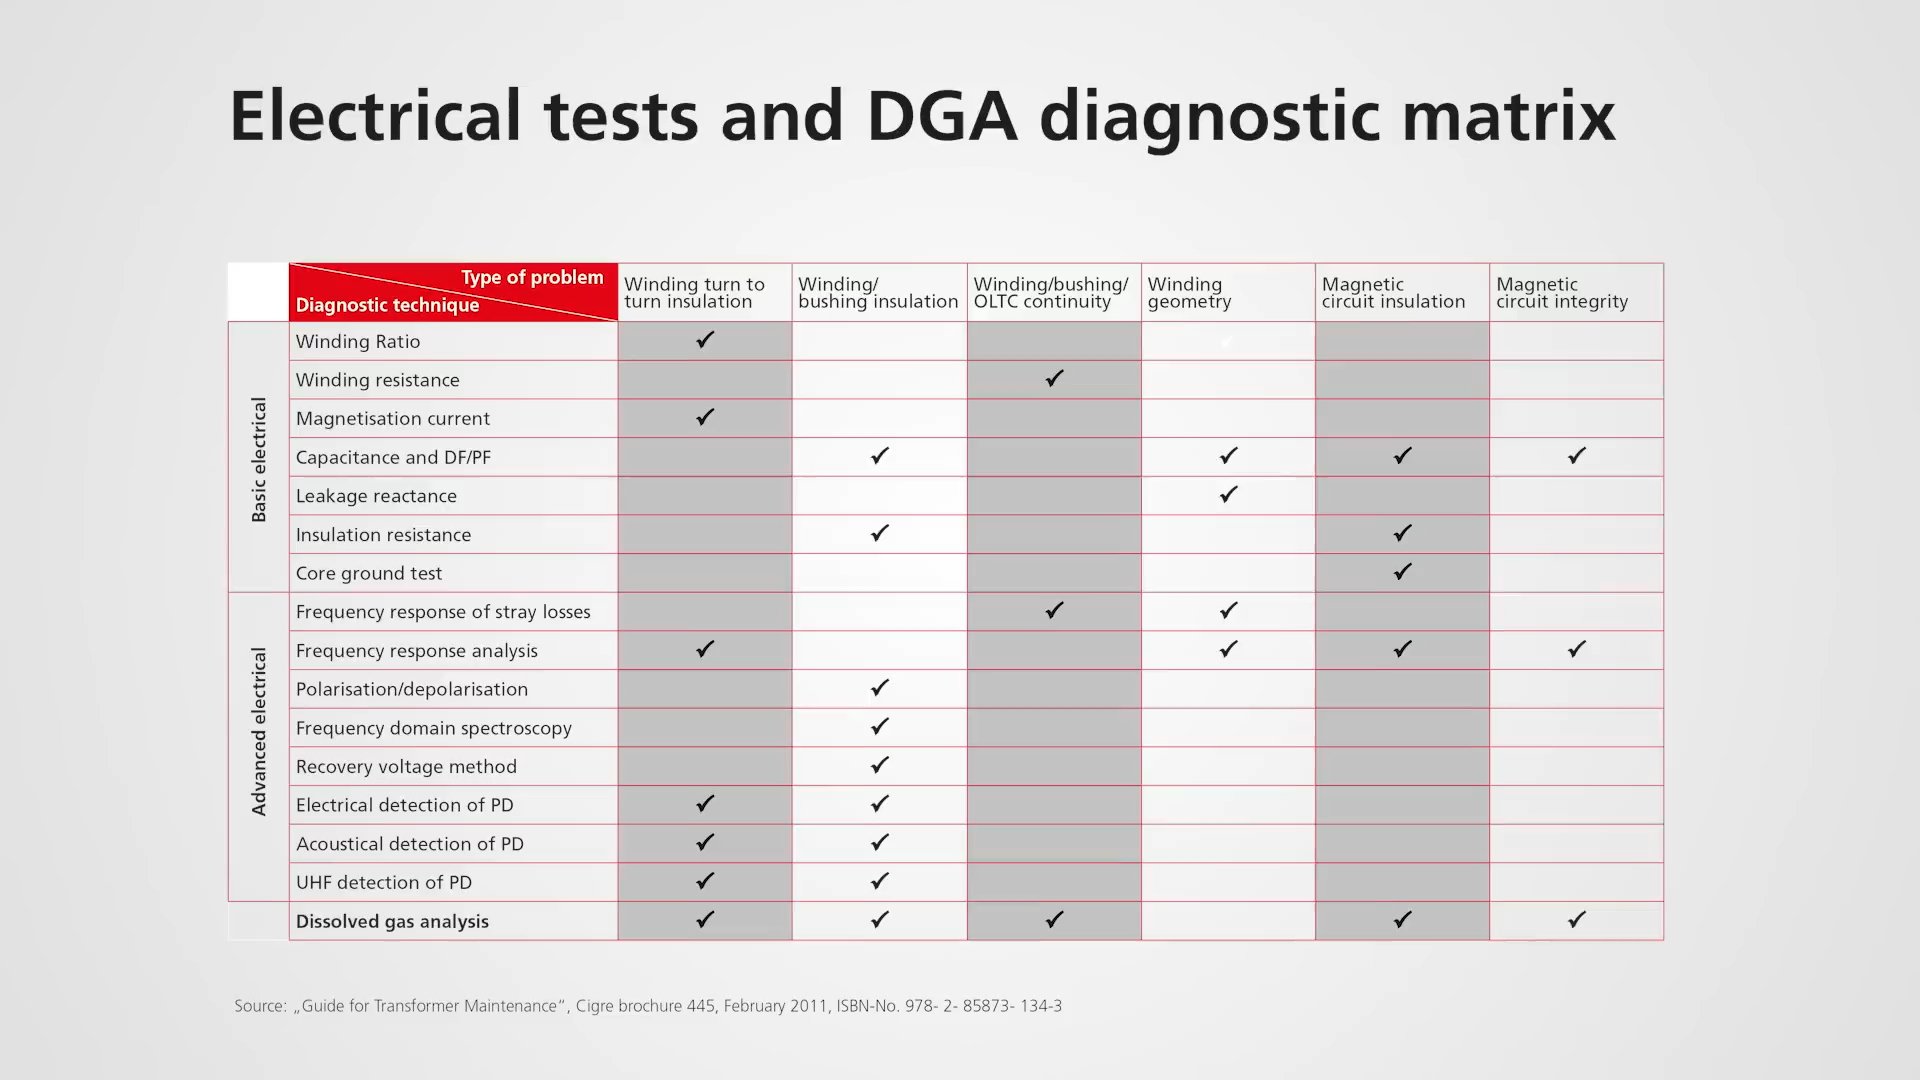 Electrical tests and DGA diagnostic matrix
Type of problem
Diagnostic technique
Winding turn to
turn insulation
Winding/
bushing insulation
Winding/bushing/
OLTC continuity
Winding
geometry
Magnetic
circuit insulation
Magnetic
circuit integrity
Basic electrical
Winding Ratio ✓
Winding resistance ✓
Magnetisation current ✓
Capacitance and DF/PF ✓ ✓ ✓ ✓
Leakage reactance ✓
Insulation resistance ✓ ✓
Core ground test ✓
Advanced electrical
Frequency response of stray losses ✓ ✓
Frequency response analysis ✓ ✓ ✓ ✓
Polarisation/depolarisation ✓
Frequency domain spectroscopy ✓
Recovery voltage method ✓
Electrical detection of PD ✓ ✓
Acoustical detection of PD ✓ ✓
UHF detection of PD ✓ ✓
Dissolved gas analysis ✓ ✓ ✓ ✓ ✓
Source: „Guide for Transformer Maintenance“, Cigre brochure 445, February 2011, ISBN-No. 978- 2- 85873- 134-3